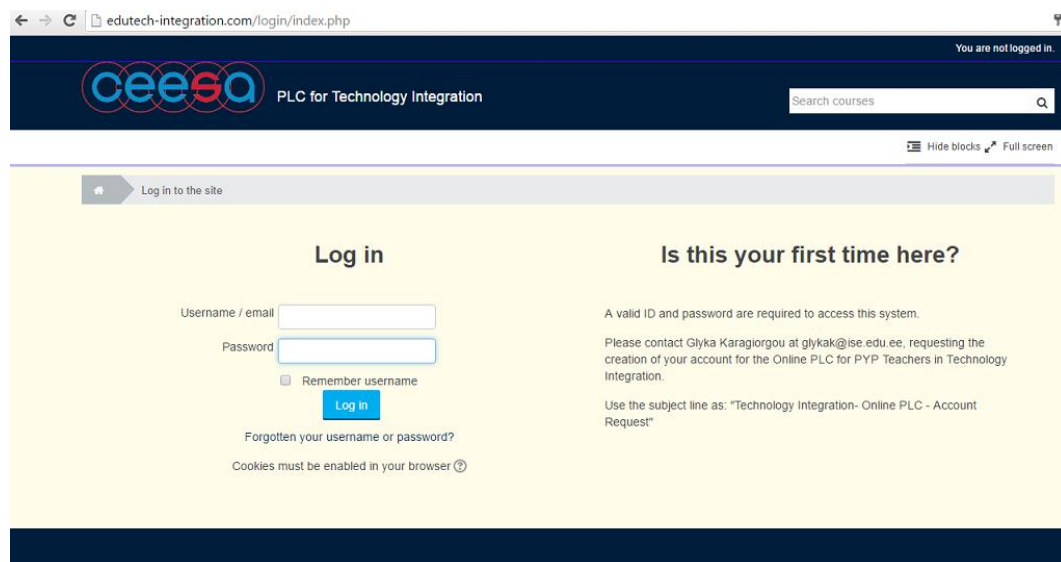 edutech-integration.com/login/index.php
You are not logged in.
ceesa
PLC for Technology Integration
Search courses
Hide blocks Full screen
Log in to the site
Log in
Username / email
Password
Remember username
Log in
Forgotten your username or password?
Cookies must be enabled in your browser
Is this your first time here?
A valid ID and password are required to access this system.
Please contact Glyka Karagiorgou at glykak@ise.edu.ee, requesting the
creation of your account for the Online PLC for PYP Teachers in Technology
Integration.
Use the subject line as: "Technology Integration- Online PLC - Account
Request"